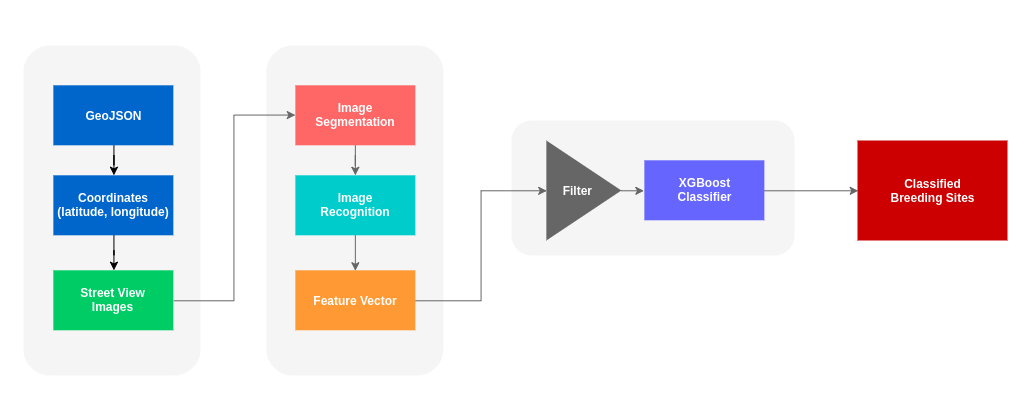 GeoJSON
Coordinates
(latitude, longitude)
Street View
Images
Image
Segmentation
Image
Recognition
Feature Vector
Filter
XGBoost
Classifier
Classified
Breeding Sites